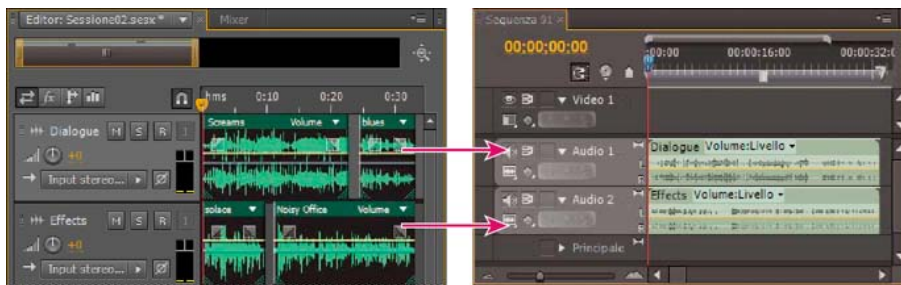 Editor: Sessione02.sesx* Mixer
fx
hms 0:10 0:20 0:30
Screams Volume blues
Dialogue M S R I
+0
Input stereo...
solace Noisy Office Volume
Effects M S R I
+0
Input stereo...
Sequenza 91
00:00:00:00
:00:00 00:00:16:00 00:00:32:0
Video 1
Audio 1
Dialogue Volume:Livello
Audio 2
Effects Volume:Livello
Principale